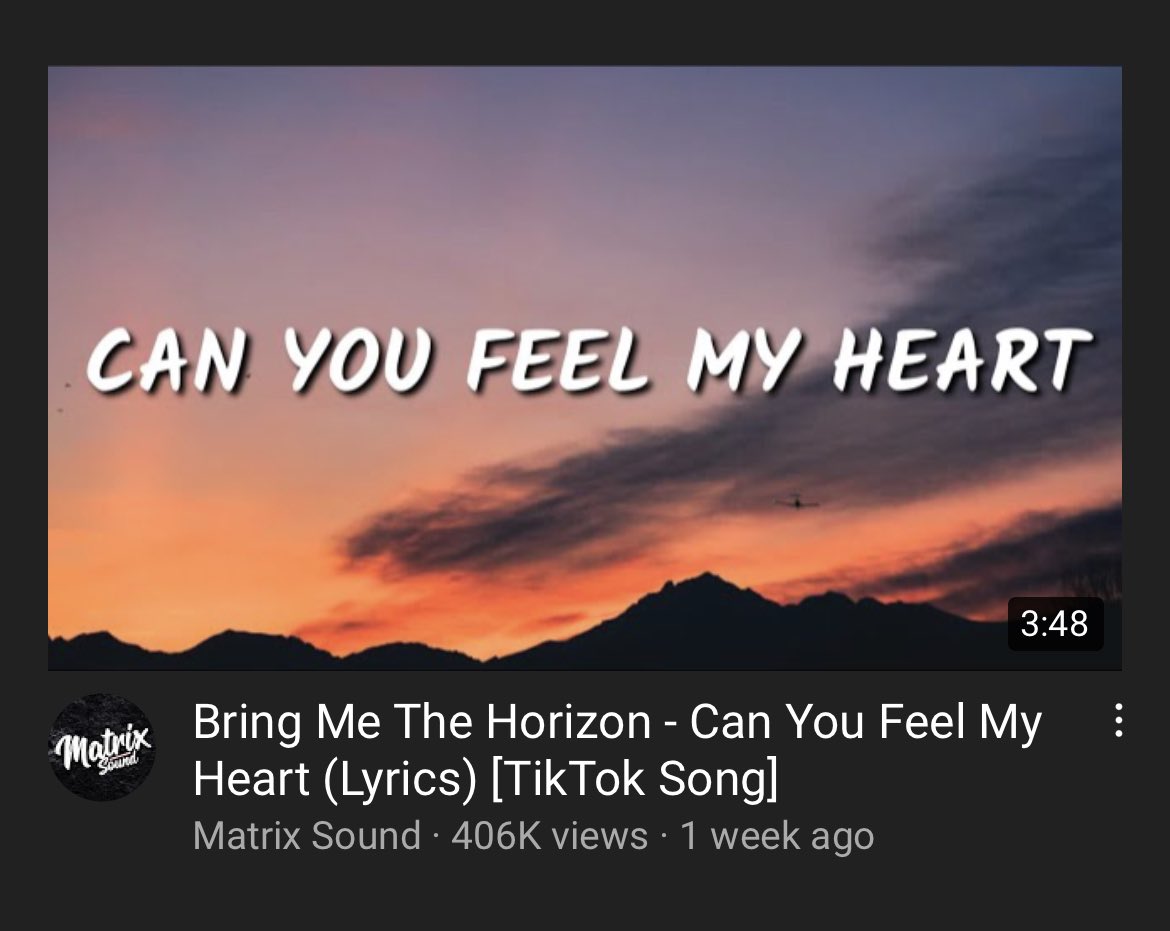 CAN YOU FEEL MY HEART
3:48
Matrix
Sound
Bring Me The Horizon - Can You Feel My
Heart (Lyrics) [TikTok Song]
Matrix Sound · 406K views · 1 week ago